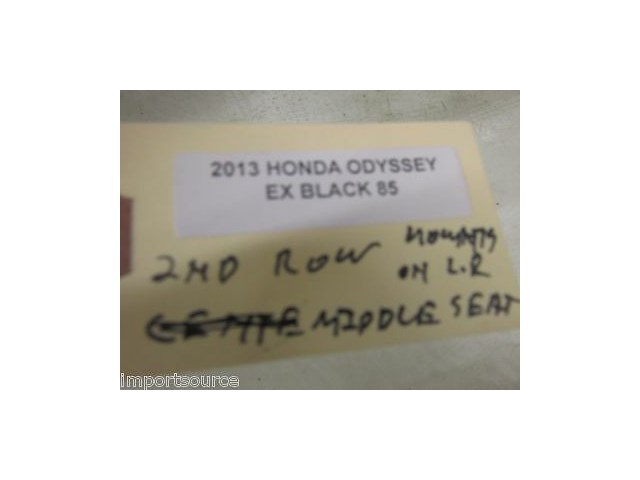 2013 HONDA ODYSSEY
EX BLACK 85
2ND ROW
ON L.R
MIDDLE SEAT
importsource